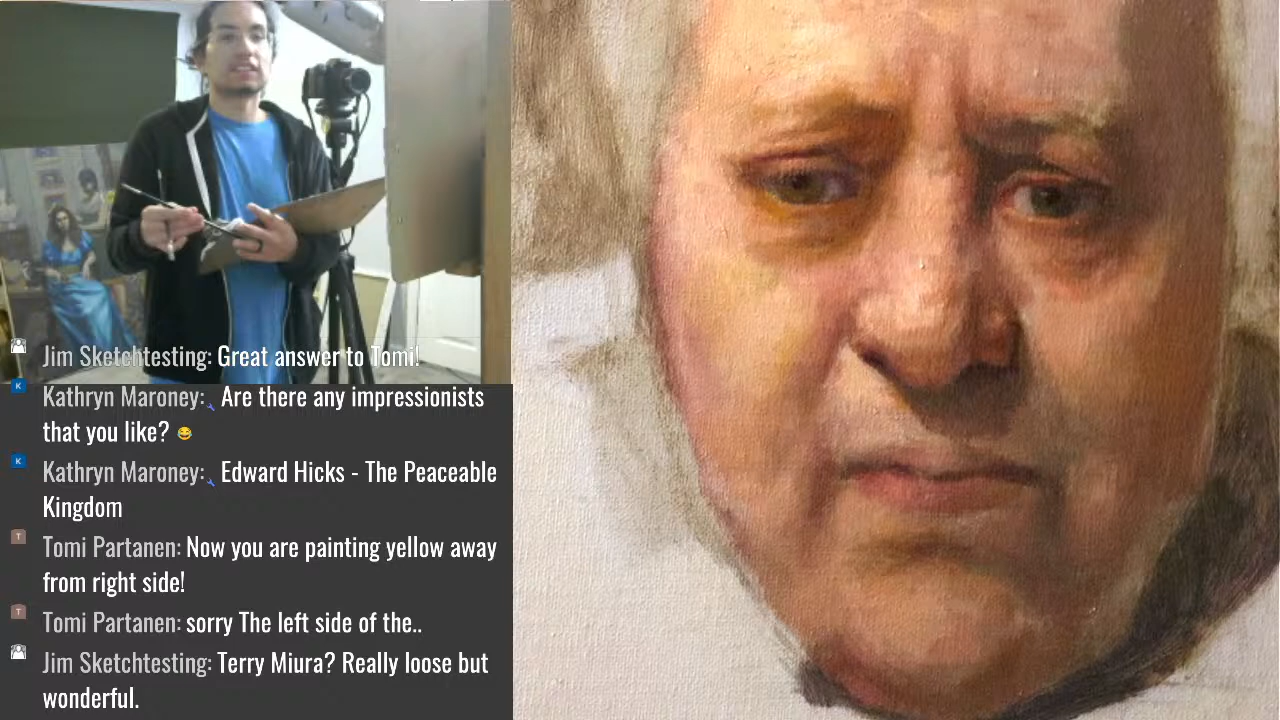 Jim Sketchtesting: Great answer to Tomi!
Kathryn Maroney: Are there any impressionists
that you like? 😂
Kathryn Maroney: Edward Hicks - The Peaceable
Kingdom
Tomi Partanen: Now you are painting yellow away
from right side!
Tomi Partanen: sorry The left side of the..
Jim Sketchtesting: Terry Miura? Really loose but
wonderful.